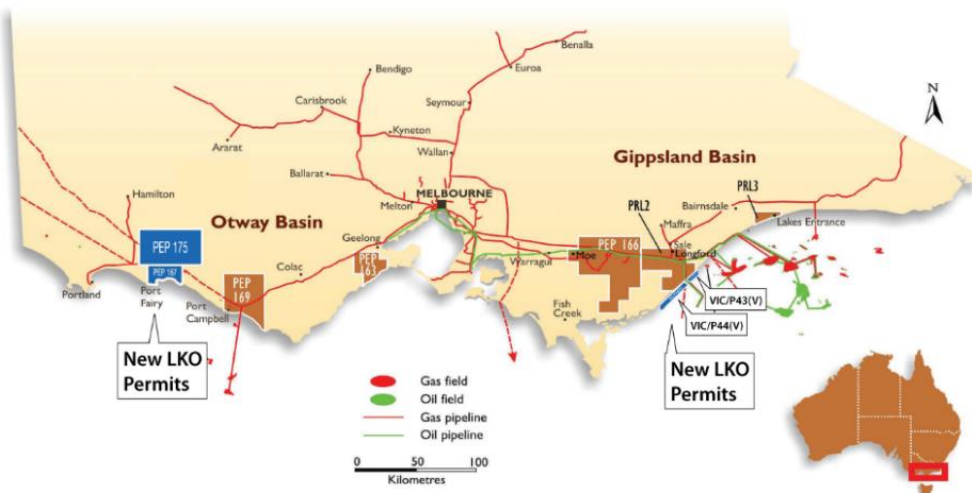 Benalla
Euroa
Bendigo
Carisbrook
Seymour
N
Kyneton
Ararat
Wallan
Gippsland Basin
Ballarat
PRL3
PRL2
Hamilton
MELBOURNE
Bairnsdale
Melton
Maffra
Lakes Entrance
Otway Basin
PEP 175
Geelong
PEP 166
Sale
Longford
Warragul
Moe
PEP 167
PEP
163
Colac
PEP
169
Portland
Port
Fairy
Port
Campbell
Fish
Creek
VIC/P43(V)
VIC/P44(V)
New LKO
Permits
New LKO
Permits
Gas field
Oil field
Gas pipeline
Oil pipeline
0 50 100
Kilometres